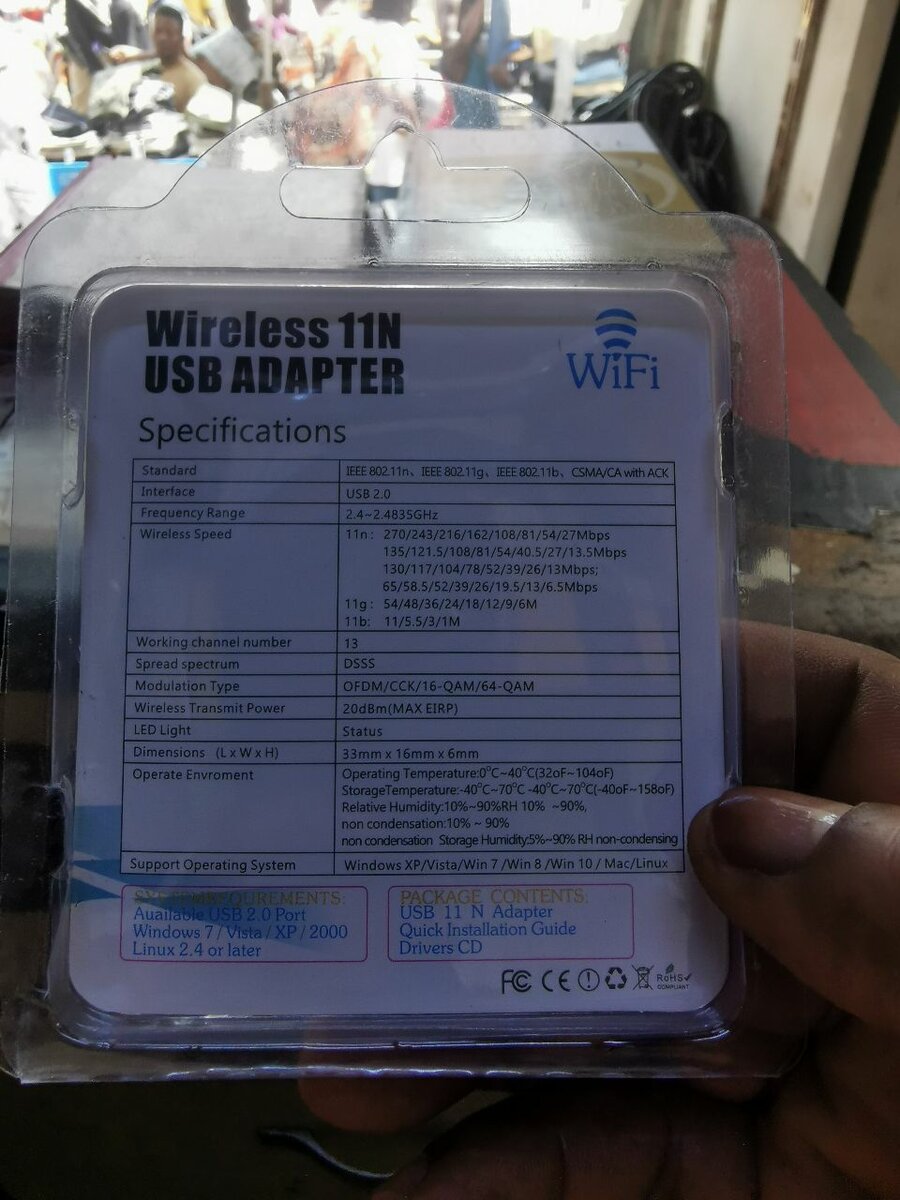 Wireless 11N
USB ADAPTER
WiFi
Specifications
Standard IEEE 802.11n、IEEE 802.11g、IEEE 802.11b、CSMA/CA with ACK
Interface USB 2.0
Frequency Range 2.4~2.4835GHz
Wireless Speed 11n: 270/243/216/162/108/81/54/27Mbps
135/121.5/108/81/54/40.5/27/13.5Mbps
130/117/104/78/52/39/26/13Mbps;
65/58.5/52/39/26/19.5/13/6.5Mbps
11g: 54/48/36/24/18/12/9/6M
11b: 11/5.5/3/1M
Working channel number 13
Spread spectrum DSSS
Modulation Type OFDM/CCK/16-QAM/64-QAM
Wireless Transmit Power 20dBm(MAX EIRP)
LED Light Status
Dimensions (L x W x H) 33mm x 16mm x 6mm
Operate Envroment Operating Temperature:0°C~40°C(32oF~104oF)
StorageTemperature:-40°C~70°C -40°C~70°C(-40oF~158oF)
Relative Humidity:10%~90%RH 10% ~90%,
non condensation:10% ~ 90%
non condensation Storage Humidity:5%~90% RH non-condensing
Support Operating System Windows XP/Vista/Win 7 /Win 8 /Win 10 / Mac/Linux
SYSTEMREQUREMENTS:
Auailable USB 2.0 Port
Windows 7 / Vista / XP / 2000
Linux 2.4 or later
PACKAGE CONTENTS:
USB 11 N Adapter
Quick Installation Guide
Drivers CD
FC CE RoHS
COMPLIANT